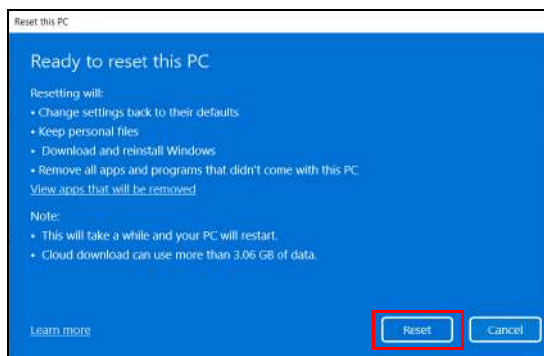 Reset this PC
Ready to reset this PC
Resetting will:
• Change settings back to their defaults
• Keep personal files
• Download and reinstall Windows
• Remove all apps and programs that didn't come with this PC
View apps that will be removed
Note:
• This will take a while and your PC will restart.
• Cloud download can use more than 3.06 GB of data.
Learn more
Reset
Cancel